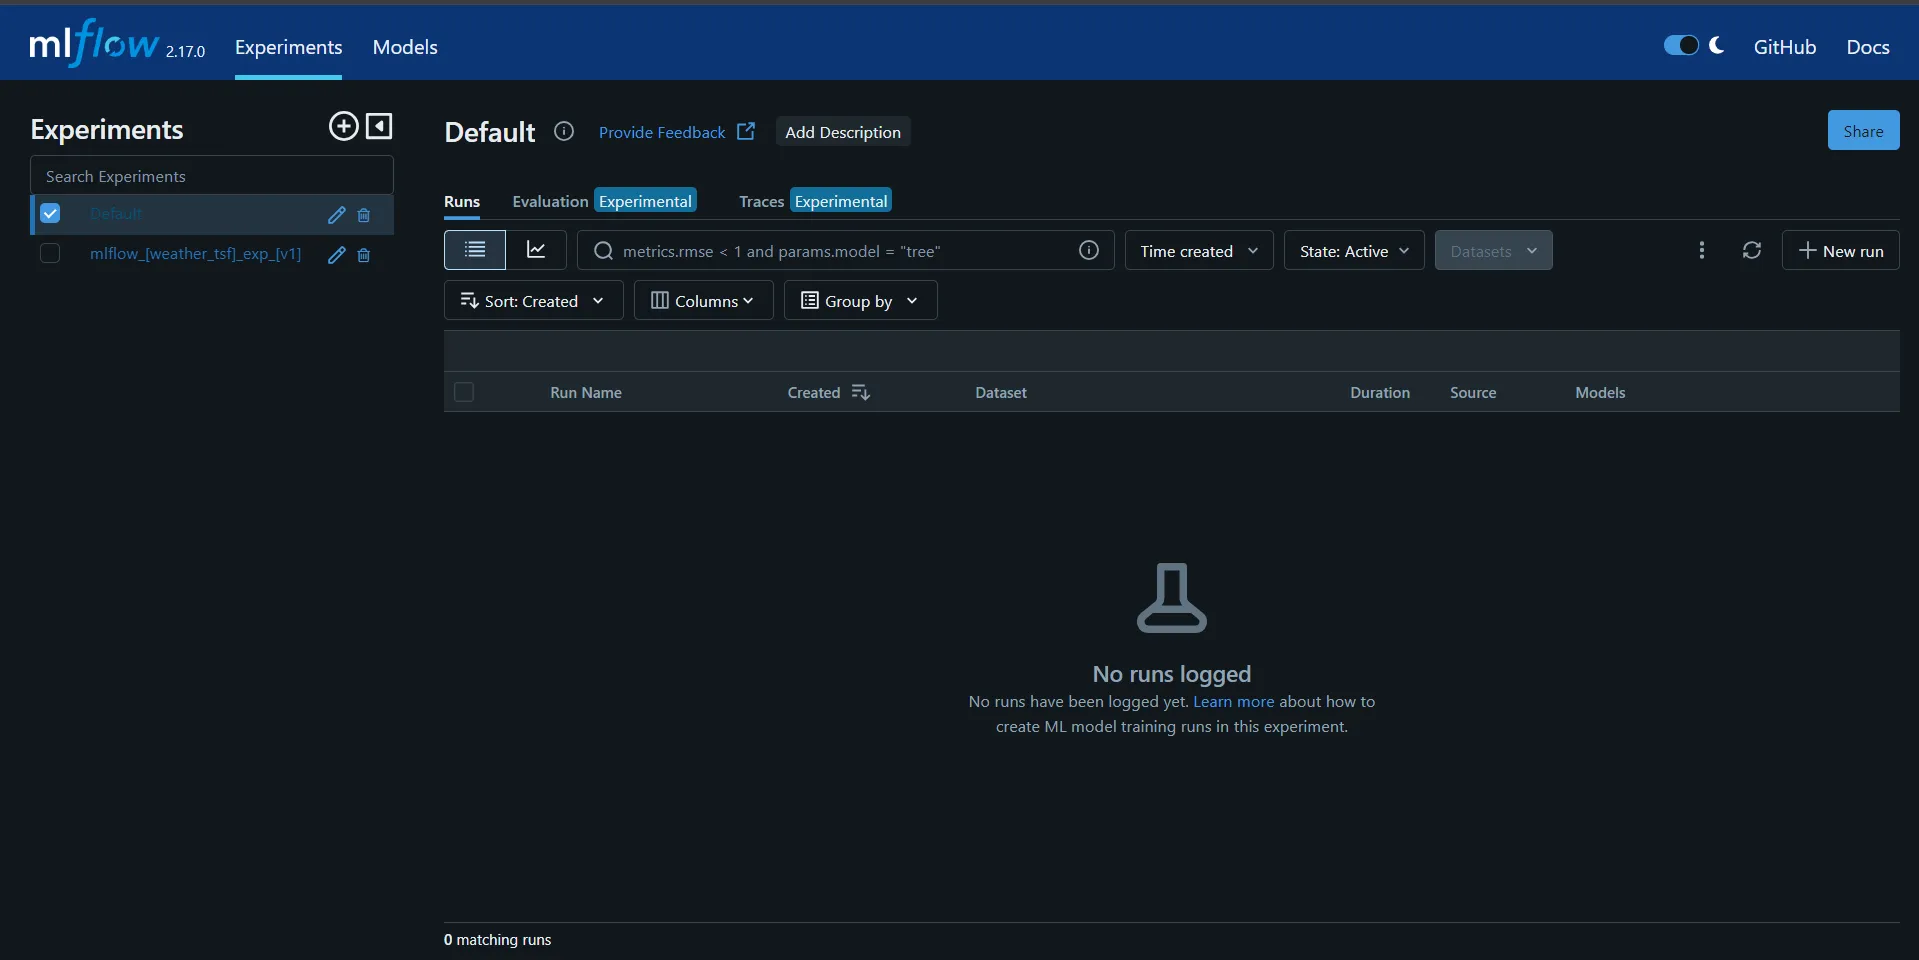 mlflow 2.17.0 Experiments Models GitHub Docs
Experiments
Search Experiments
Default
mlflow_[weather_tsf]_exp_[v1]
Default Provide Feedback Add Description Share
Runs Evaluation Experimental Traces Experimental
metrics.rmse < 1 and params.model = "tree" Time created State: Active Datasets New run
Sort: Created Columns Group by
Run Name Created Dataset Duration Source Models
No runs logged
No runs have been logged yet. Learn more about how to
create ML model training runs in this experiment.
0 matching runs